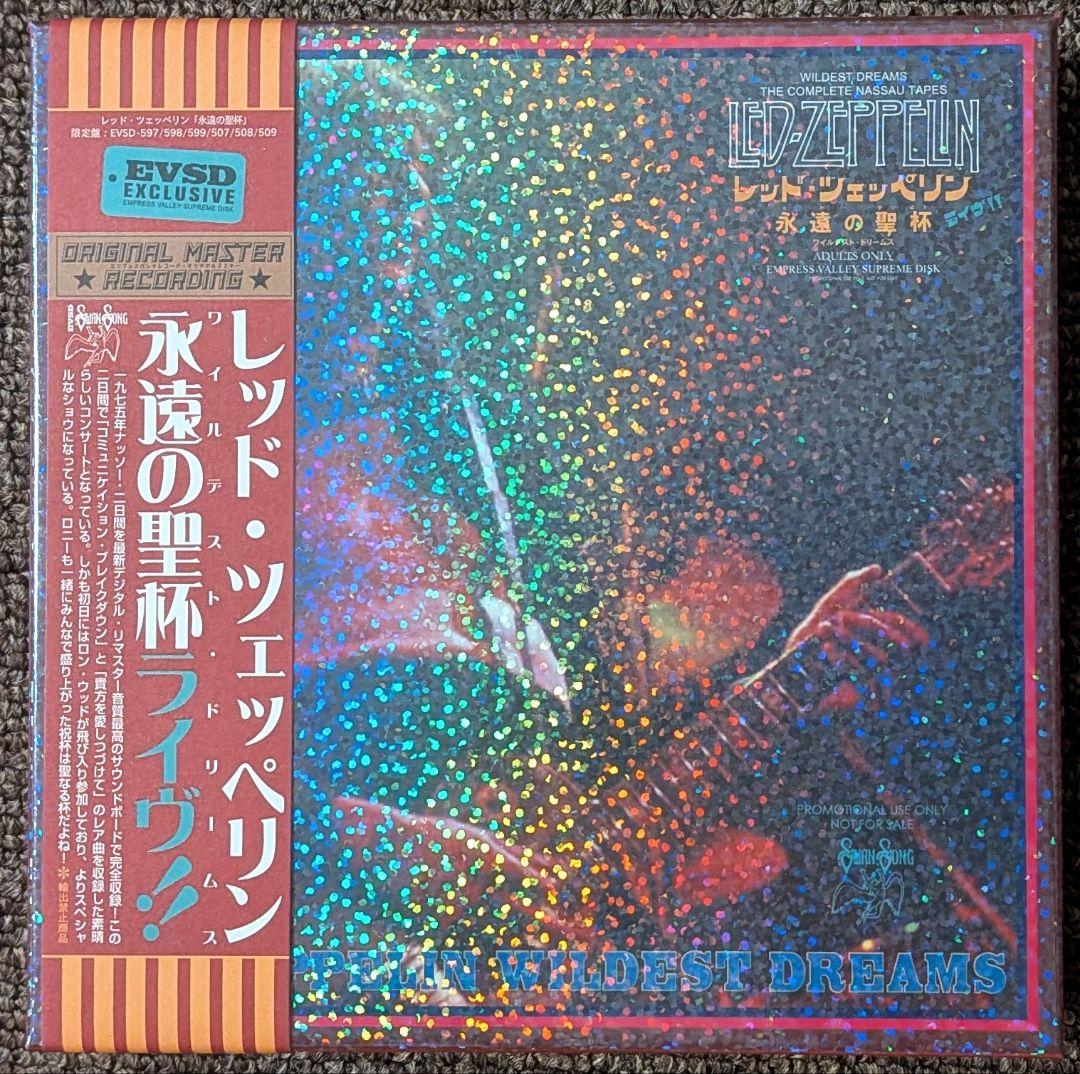 レッド・ツェッペリン「永遠の聖杯」
限定盤：EVSD-597/598/599/507/508/509
EVSD
EXCLUSIVE
EMPRESS VALLEY SUPREME DISK
ORIGINAL MASTER
RECORDING
SWAN SONG
レッド・ツェッペリン
ワイルデスト・ドリームス
永遠の聖杯ライヴ!!
一九七五年ナッソー・二日間を最新デジタル・リマスター音質最高のサウンドボードで完全収録！この
二日間で「コミュニケイション・ブレイクダウン」と「貴方を愛しつづけて」のレア曲を収録した素晴
らしいコンサートとなっている。しかも初日にはロン・ウッドが飛び入り参加しており、よりスペシャ
ルなショウになっている。ロニーも一緒にみんなで盛り上がった祝杯は聖なる杯だよね！
＊輸出禁止商品
WILDEST DREAMS
THE COMPLETE NASSAU TAPES
LED-ZEPPELIN
レッド・ツェッペリン
永遠の聖杯
ライヴ!!
ワイルデスト・ドリームス
ADULTS ONLY
EMPRESS VALLEY SUPREME DISK
PROMOTIONAL USE ONLY NOT FOR SALE
PROMOTIONAL USE ONLY
NOT FOR SALE
SWAN SONG
PPELIN WILDEST DREAMS